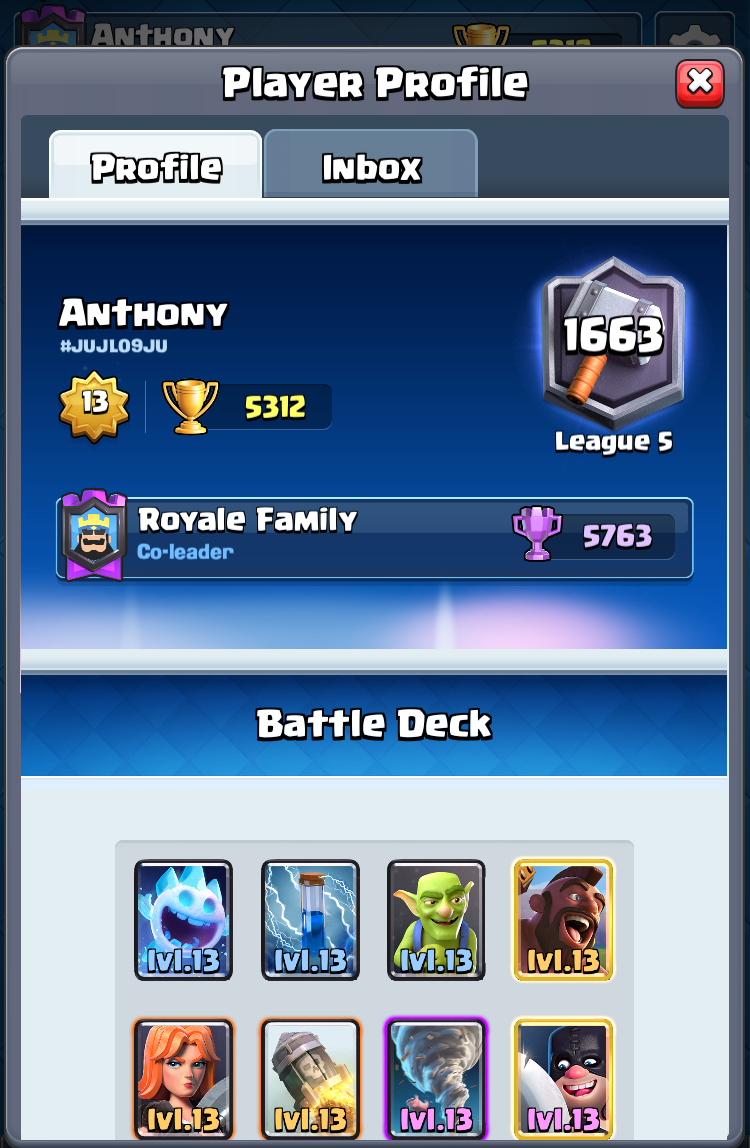 Anthony
5312
Player Profile
Profile
Inbox
Anthony
#JUJL09JU
13
5312
1663
League 5
Royale Family
Co-leader
5763
Battle Deck
lvl.13
lvl.13
lvl.13
lvl.13
lvl.13
lvl.13
lvl.13
lvl.13